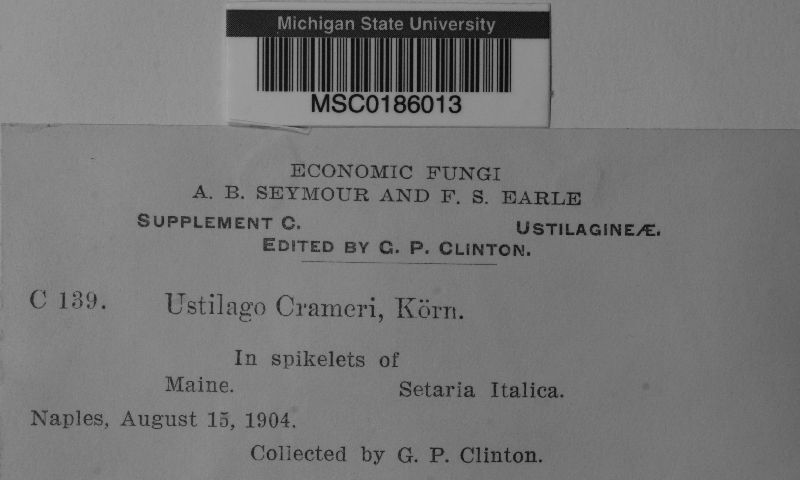 Michigan State University
MSC0186013
ECONOMIC FUNGI
A. B. SEYMOUR AND F. S. EARLE
SUPPLEMENT C. USTILAGINEÆ.
EDITED BY G. P. CLINTON.
C 139. Ustilago Crameri, Körn.
In spikelets of
Maine. Setaria Italica.
Naples, August 15, 1904.
Collected by G. P. Clinton.